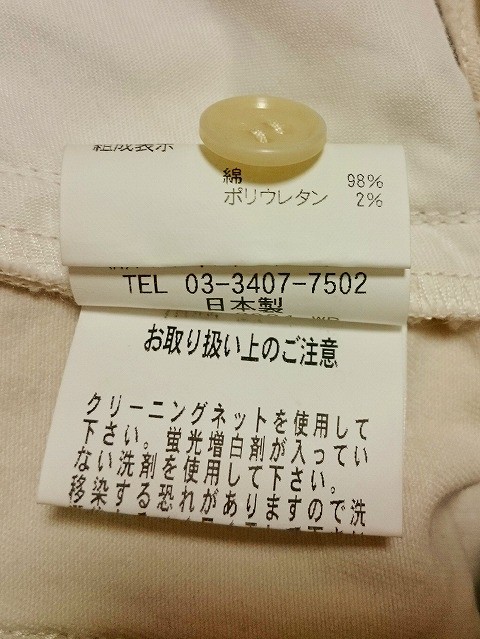 組成表示
綿 98%
ポリウレタン 2%
TEL 03-3407-7502
日本製
お取り扱い上のご注意
クリーニングネットを使用して
下さい。蛍光増白剤が入ってい
ない洗剤を使用して下さい。
移染する恐れがありますので洗